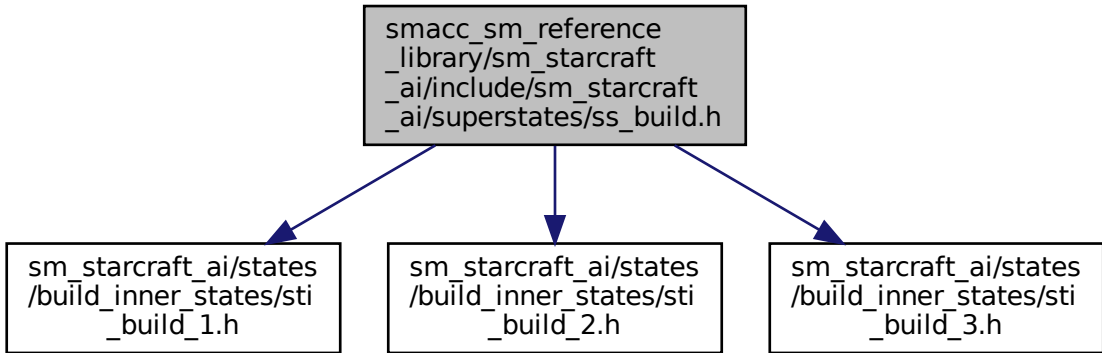 smacc_sm_reference
_library/sm_starcraft
_ai/include/sm_starcraft
_ai/superstates/ss_build.h
sm_starcraft_ai/states
/build_inner_states/sti
_build_1.h
sm_starcraft_ai/states
/build_inner_states/sti
_build_2.h
sm_starcraft_ai/states
/build_inner_states/sti
_build_3.h